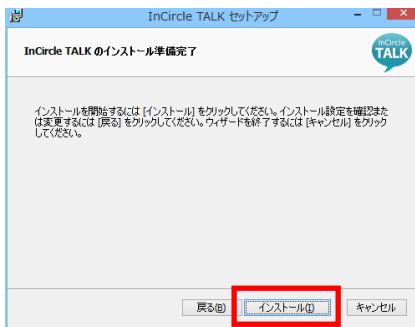 InCircle TALK セットアップ
InCircle TALK のインストール準備完了
InCircle
TALK
インストールを開始するには [インストール] をクリックしてください。インストール設定を確認また
は変更するには [戻る] をクリックしてください。ウィザードを終了するには [キャンセル] をクリック
してください。
戻る(B)
インストール(I)
キャンセル